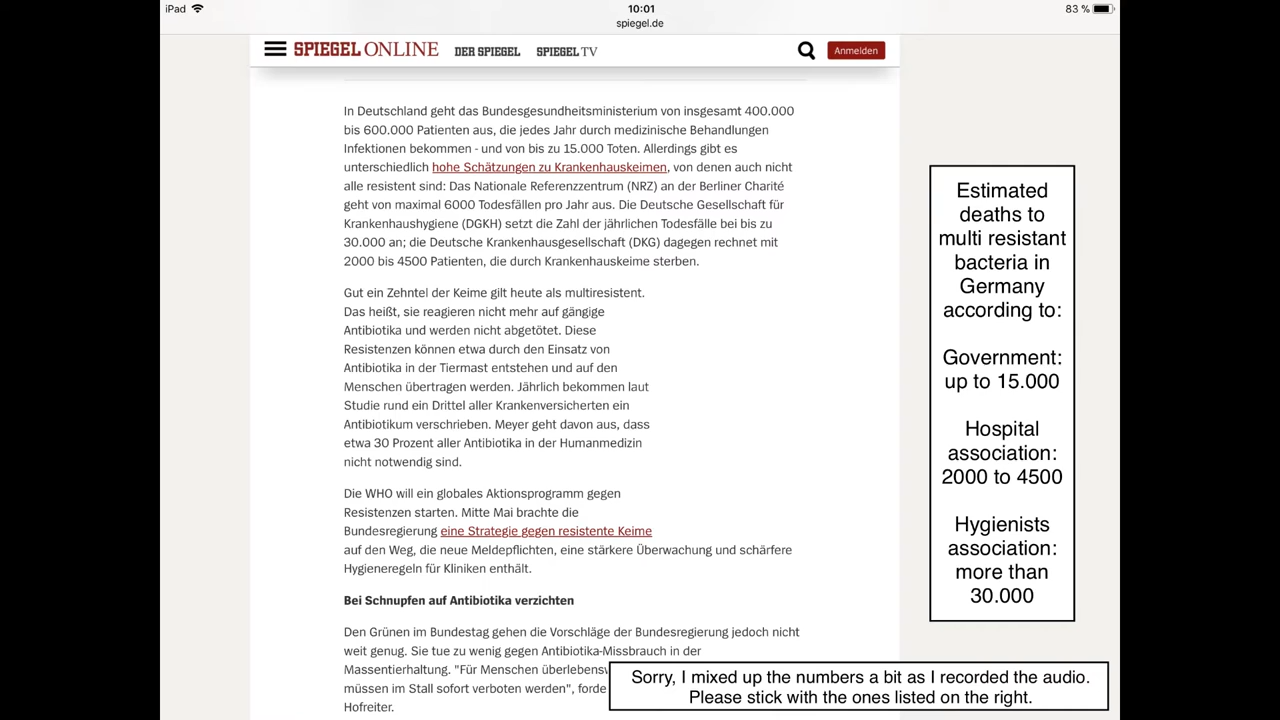 iPad 10:01 83 %
spiegel.de
SPIEGEL ONLINE DER SPIEGEL SPIEGEL TV Anmelden
In Deutschland geht das Bundesgesundheitsministerium von insgesamt 400.000
bis 600.000 Patienten aus, die jedes Jahr durch medizinische Behandlungen
Infektionen bekommen - und von bis zu 15.000 Toten. Allerdings gibt es
unterschiedlich hohe Schätzungen zu Krankenhauskeimen, von denen auch nicht
alle resistent sind: Das Nationale Referenzzentrum (NRZ) an der Berliner Charité
geht von maximal 6000 Todesfällen pro Jahr aus. Die Deutsche Gesellschaft für
Krankenhaushygiene (DGKH) setzt die Zahl der jährlichen Todesfälle bei bis zu
30.000 an; die Deutsche Krankenhausgesellschaft (DKG) dagegen rechnet mit
2000 bis 4500 Patienten, die durch Krankenhauskeime sterben.
Gut ein Zehntel der Keime gilt heute als multiresistent.
Das heißt, sie reagieren nicht mehr auf gängige
Antibiotika und werden nicht abgetötet. Diese
Resistenzen können etwa durch den Einsatz von
Antibiotika in der Tiermast entstehen und auf den
Menschen übertragen werden. Jährlich bekommen laut
Studie rund ein Drittel aller Krankenversicherten ein
Antibiotikum verschrieben. Meyer geht davon aus, dass
etwa 30 Prozent aller Antibiotika in der Humanmedizin
nicht notwendig sind.
Die WHO will ein globales Aktionsprogramm gegen
Resistenzen starten. Mitte Mai brachte die
Bundesregierung eine Strategie gegen resistente Keime
auf den Weg, die neue Meldepflichten, eine stärkere Überwachung und schärfere
Hygieneregeln für Kliniken enthält.
Bei Schnupfen auf Antibiotika verzichten
Den Grünen im Bundestag gehen die Vorschläge der Bundesregierung jedoch nicht
weit genug. Sie tue zu wenig gegen Antibiotika-Missbrauch in der
Massentierhaltung. "Für Menschen überlebensw
müssen im Stall sofort verboten werden", forde
Hofreiter.
Estimated
deaths to
multi resistant
bacteria in
Germany
according to:
Government:
up to 15.000
Hospital
association:
2000 to 4500
Hygienists
association:
more than
30.000
Sorry, I mixed up the numbers a bit as I recorded the audio.
Please stick with the ones listed on the right.